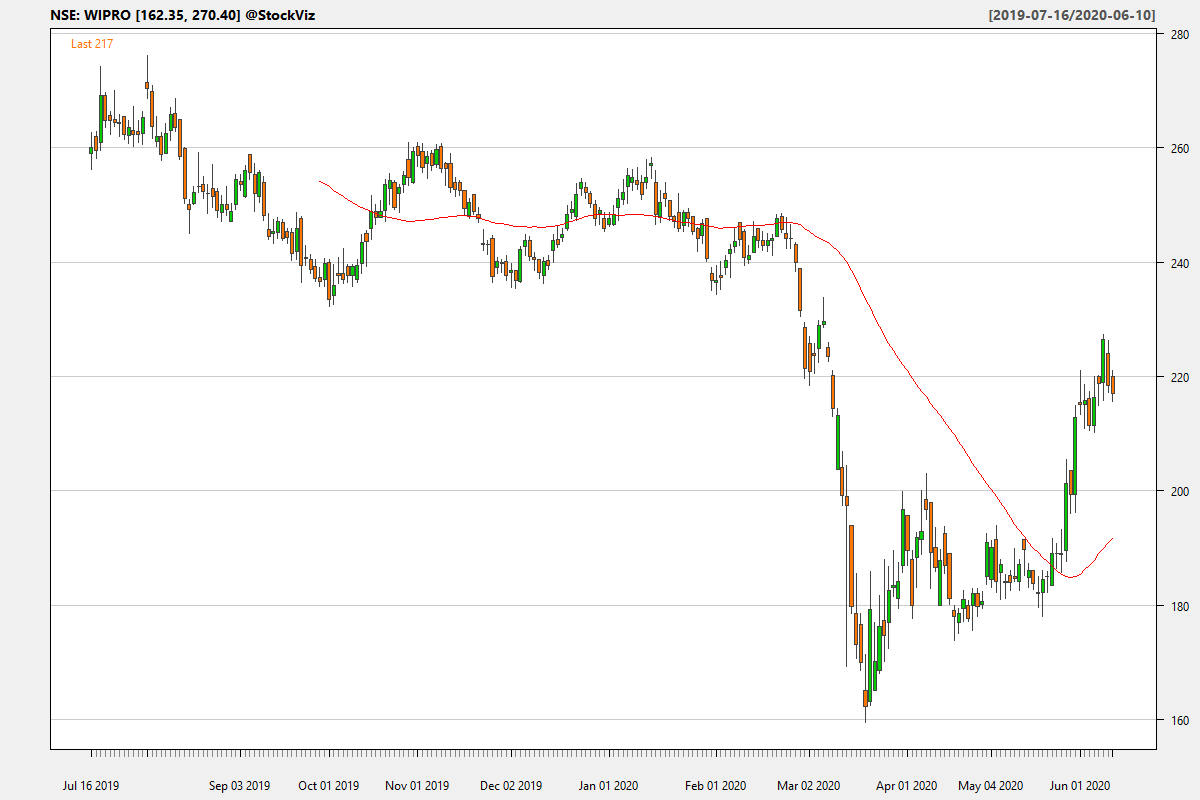 NSE: WIPRO [162.35, 270.40] @StockViz
[2019-07-16/2020-06-10]
Last 217
280
260
240
220
200
180
160
Jul 16 2019
Sep 03 2019
Oct 01 2019
Nov 01 2019
Dec 02 2019
Jan 01 2020
Feb 01 2020
Mar 02 2020
Apr 01 2020
May 04 2020
Jun 01 2020